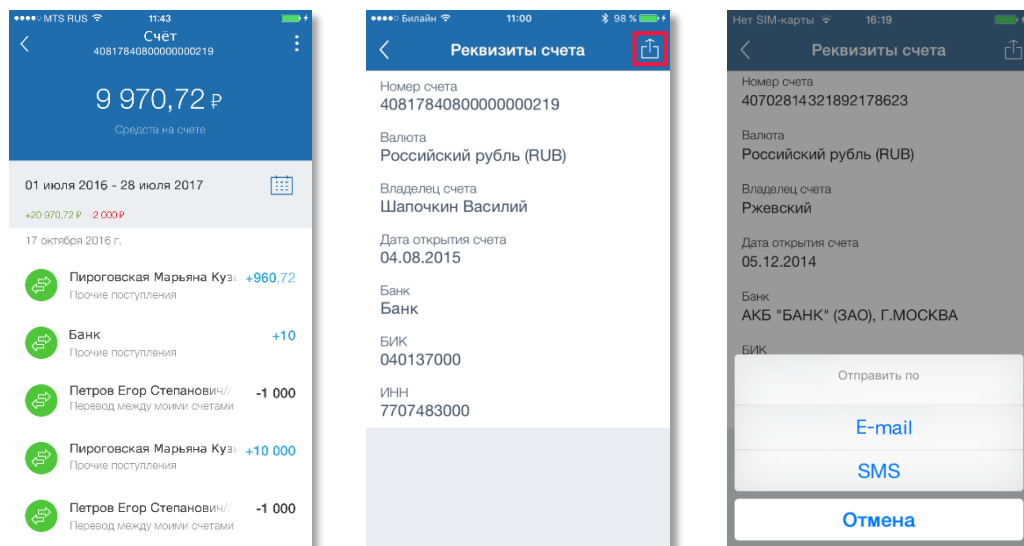 MTS RUS 11:43
Счёт
40817840800000000219
9 970,72 ₽
Средств на счете
01 июля 2016 - 28 июля 2017
+20 970,72 ₽ -2 000 ₽
17 октября 2016 г.
Пироговская Марьяна Кузь +960,72
Прочие поступления
Банк +10
Прочие поступления
Петров Егор Степанович// -1 000
Перевод между моими счетами
Пироговская Марьяна Кузь +10 000
Прочие поступления
Петров Егор Степанович// -1 000
Перевод между моими счетами
Билайн 11:00 98 %
Реквизиты счета
Номер счета
40817840800000000219
Валюта
Российский рубль (RUB)
Владелец счета
Шапочкин Василий
Дата открытия счета
04.08.2015
Банк
Банк
БИК
040137000
ИНН
7707483000
Нет SIM-карты 16:19
Реквизиты счета
Номер счета
40702814321892178623
Валюта
Российский рубль (RUB)
Владелец счета
Ржевский
Дата открытия счета
05.12.2014
Банк
АКБ "БАНК" (ЗАО), Г.МОСКВА
БИК
Отправить по
E-mail
SMS
Отмена